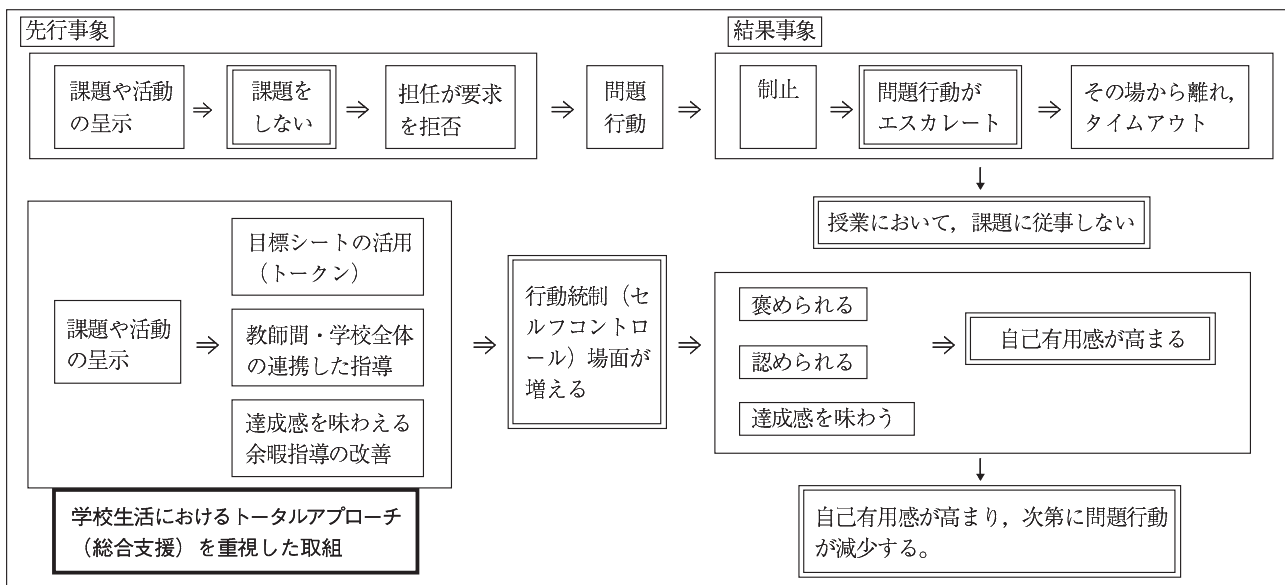 先行事象
結果事象
課題や活動
の呈示
⇒
課題を
しない
⇒
担任が要求
を拒否
⇒
問題
行動
⇒
制止
⇒
問題行動が
エスカレート
⇒
その場から離れ，
タイムアウト
↓
授業において，課題に従事しない
課題や活動
の呈示
⇒
目標シートの活用
（トークン）
教師間・学校全体
の連携した指導
達成感を味わえる
余暇指導の改善
⇒
行動統制（セ
ルフコントロ
ール）場面が
増える
⇒
褒められる
認められる
達成感を味わう
⇒
自己有用感が高まる
↓
学校生活におけるトータルアプローチ
（総合支援）を重視した取組
自己有用感が高まり，次第に問題行動
が減少する。